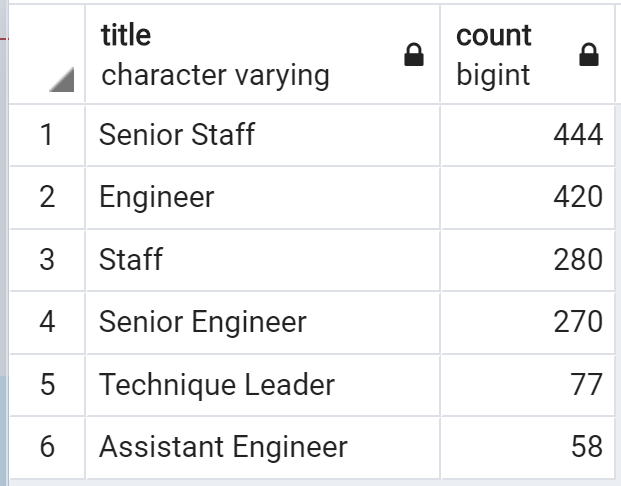 title count
character varying bigint
1 Senior Staff 444
2 Engineer 420
3 Staff 280
4 Senior Engineer 270
5 Technique Leader 77
6 Assistant Engineer 58